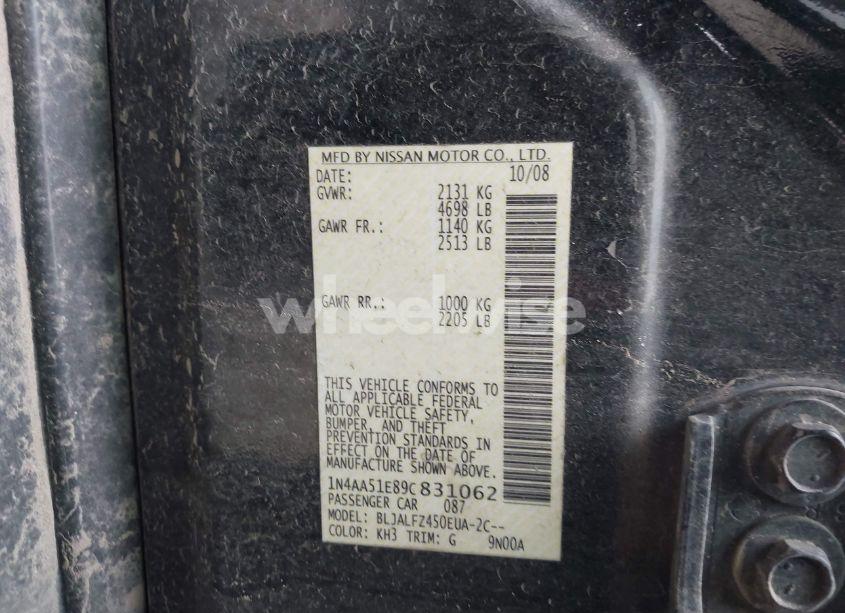 MFD BY NISSAN MOTOR CO., LTD.
DATE: 10/08
GVWR: 2131 KG
4698 LB
GAWR FR.: 1140 KG
2513 LB
GAWR RR.: 1000 KG
2205 LB
wheelwise
THIS VEHICLE CONFORMS TO
ALL APPLICABLE FEDERAL
MOTOR VEHICLE SAFETY,
BUMPER, AND THEFT
PREVENTION STANDARDS IN
EFFECT ON THE DATE OF
MANUFACTURE SHOWN ABOVE.
1N4AA51E89C831062
PASSENGER CAR 087
MODEL: BLJALFZ450EUA-2C--
COLOR: KH3 TRIM: G 9N00A